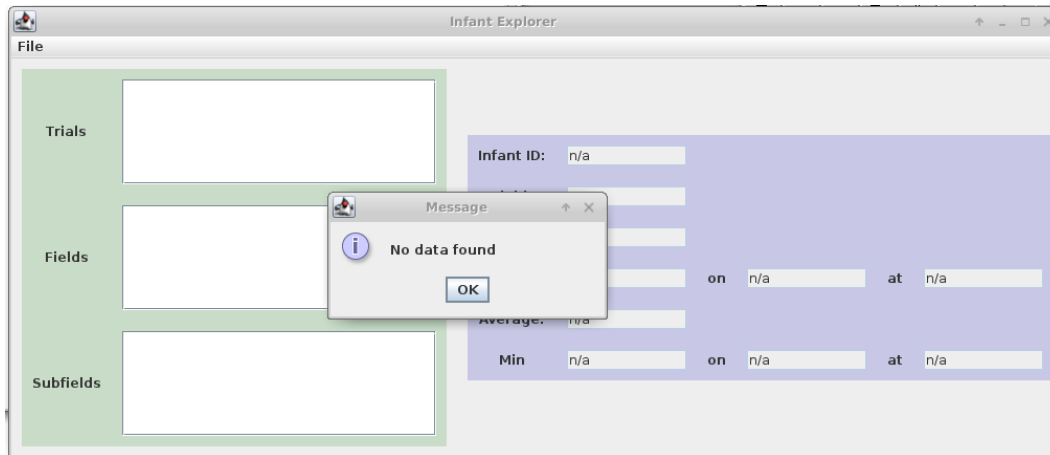 Infant Explorer
File
Trials
Fields
Subfields
Infant ID: n/a
Message
No data found
OK
on n/a at n/a
Average: n/a
Min n/a on n/a at n/a